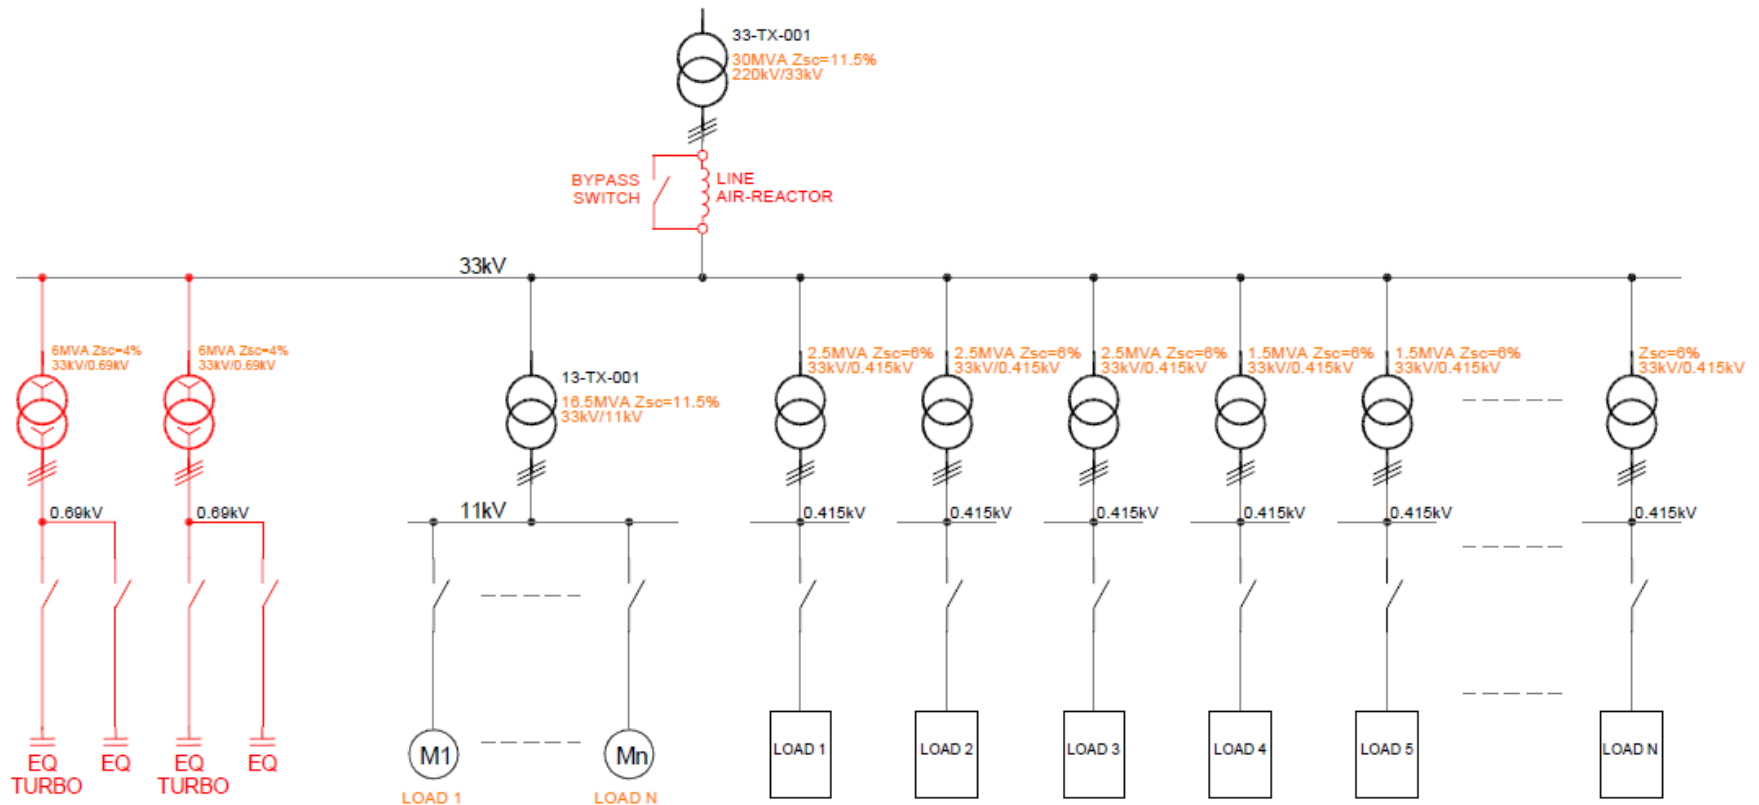 33-TX-001
30MVA Zsc=11.5%
220kV/33kV
BYPASS
SWITCH
LINE
AIR-REACTOR
33kV
6MVA Zsc=4%
33kV/0.69kV
6MVA Zsc=4%
33kV/0.69kV
13-TX-001
16.5MVA Zsc=11.5%
33kV/11kV
2.5MVA Zsc=6%
33kV/0.415kV
2.5MVA Zsc=6%
33kV/0.415kV
2.5MVA Zsc=6%
33kV/0.415kV
1.5MVA Zsc=6%
33kV/0.415kV
1.5MVA Zsc=6%
33kV/0.415kV
Zsc=6%
33kV/0.415kV
0.69kV
0.69kV
11kV
0.415kV
0.415kV
0.415kV
0.415kV
0.415kV
0.415kV
EQ
TURBO
EQ
EQ
TURBO
EQ
M1
LOAD 1
Mn
LOAD N
LOAD 1
LOAD 2
LOAD 3
LOAD 4
LOAD 5
LOAD N